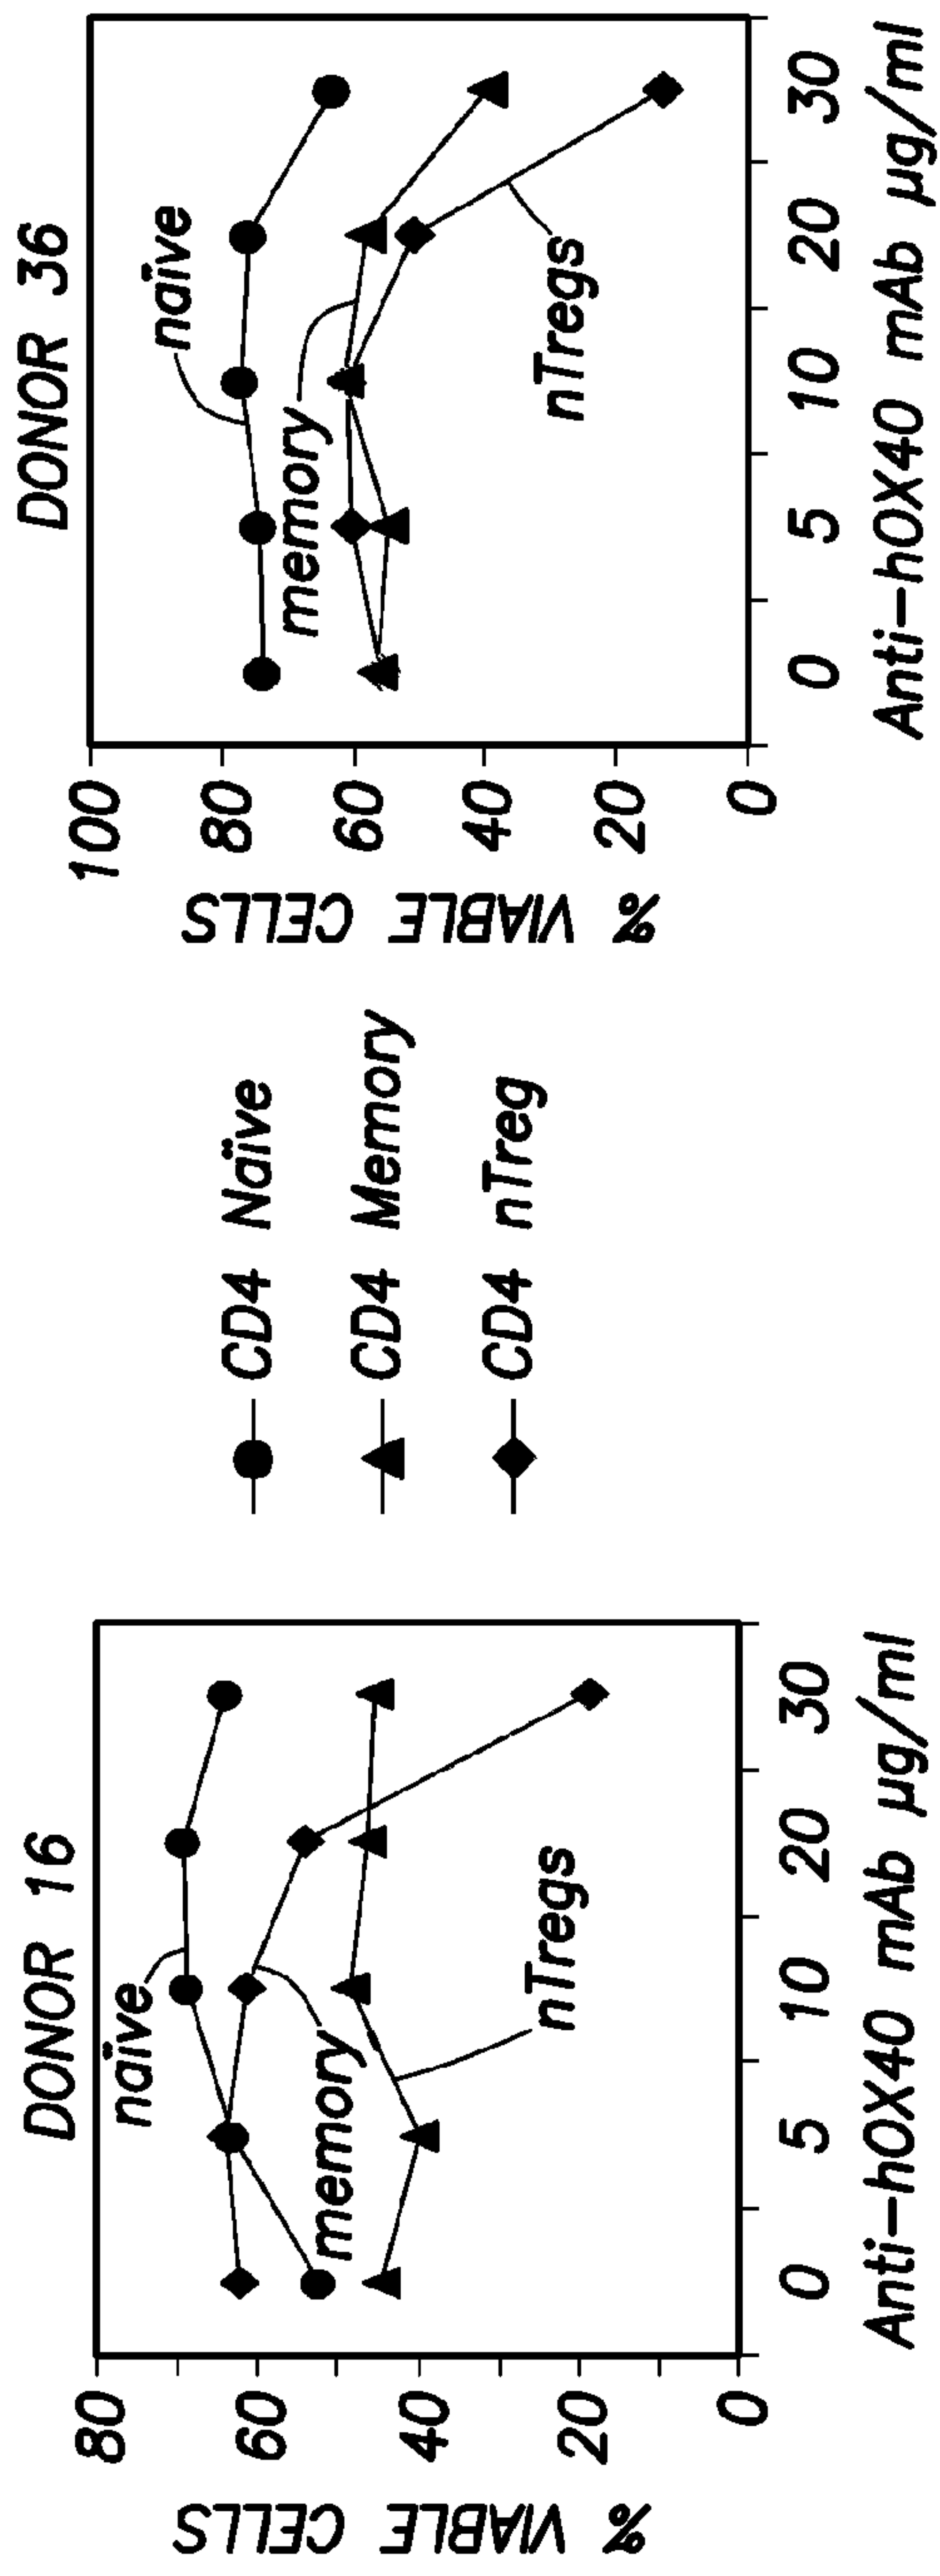 DONOR 16
80
60
40
20
0
% VIABLE CELLS
naïve
memory
nTregs
0 5 10 20 30
Anti-hOX40 mAb µg/ml
CD4 Naïve
CD4 Memory
CD4 nTreg
DONOR 36
100
80
60
40
20
0
% VIABLE CELLS
naïve
memory
nTregs
0 5 10 20 30
Anti-hOX40 mAb µg/ml